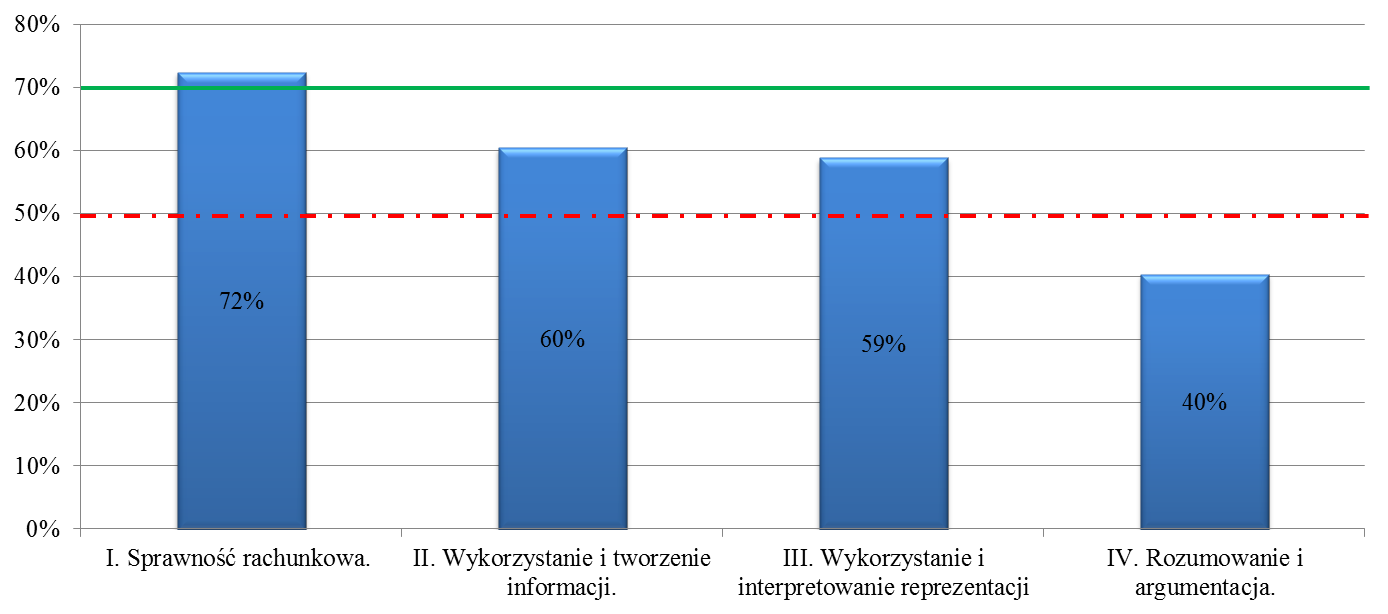 80%
70%
60%
50%
40%
30%
20%
10%
0%
72%
60%
59%
40%
I. Sprawność rachunkowa.
II. Wykorzystanie i tworzenie
informacji.
III. Wykorzystanie i
interpretowanie reprezentacji
IV. Rozumowanie i
argumentacja.